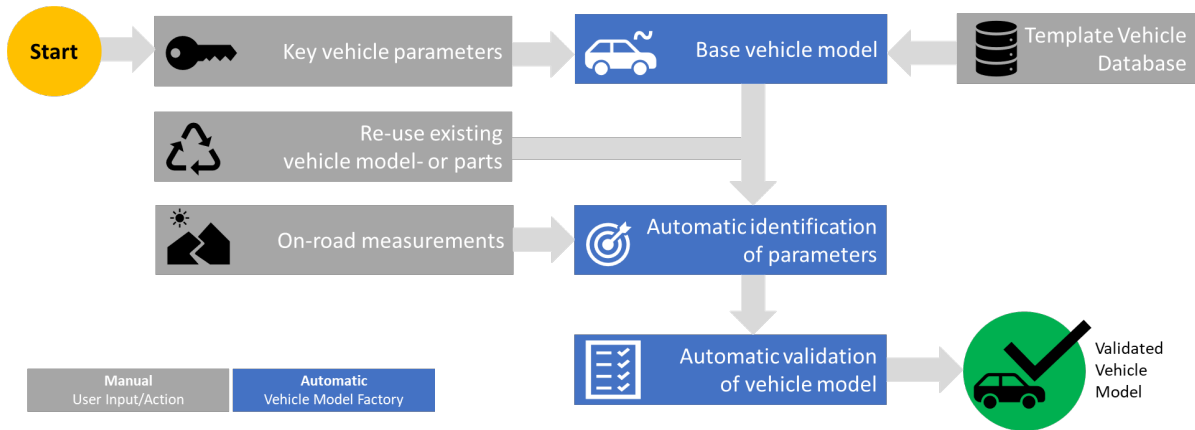 Start
Key vehicle parameters
Base vehicle model
Template Vehicle
Database
Re-use existing
vehicle model- or parts
On-road measurements
Automatic identification
of parameters
Automatic validation
of vehicle model
Validated
Vehicle
Model
Manual
User Input/Action
Automatic
Vehicle Model Factory